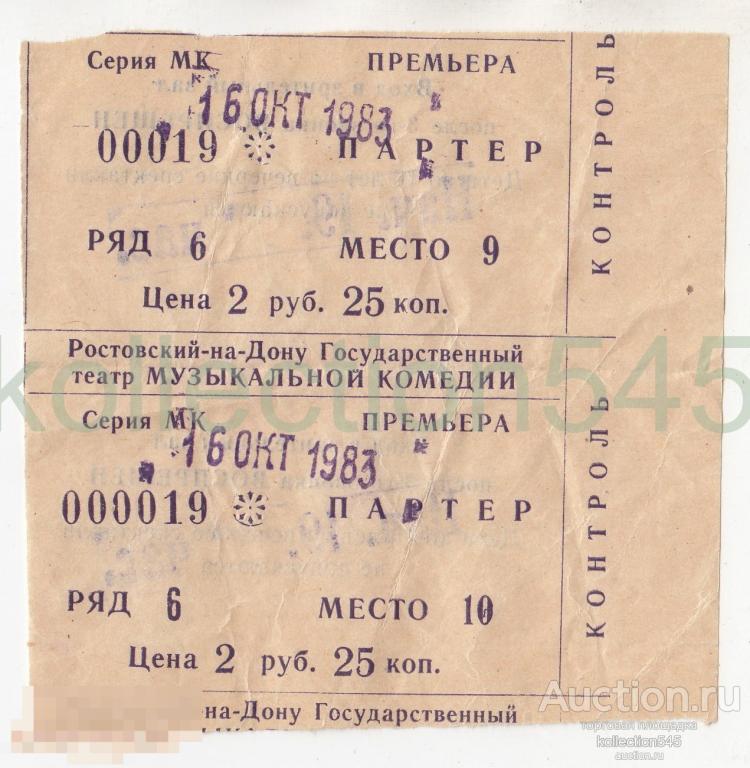 Серия МК ПРЕМЬЕРА
16 ОКТ 1983
00019 ПАРТЕР
РЯД 6 МЕСТО 9
Цена 2 руб. 25 коп.
КОНТРОЛЬ
Ростовский-на-Дону Государственный
театр МУЗЫКАЛЬНОЙ КОМЕДИИ
Серия МК ПРЕМЬЕРА
16 ОКТ 1983
000019 ПАРТЕР
РЯД 6 МЕСТО 10
Цена 2 руб. 25 коп.
КОНТРОЛЬ
на-Дону Государственный
kollection545
Auction.ru
торговая площадка
kollection545
auction.ru